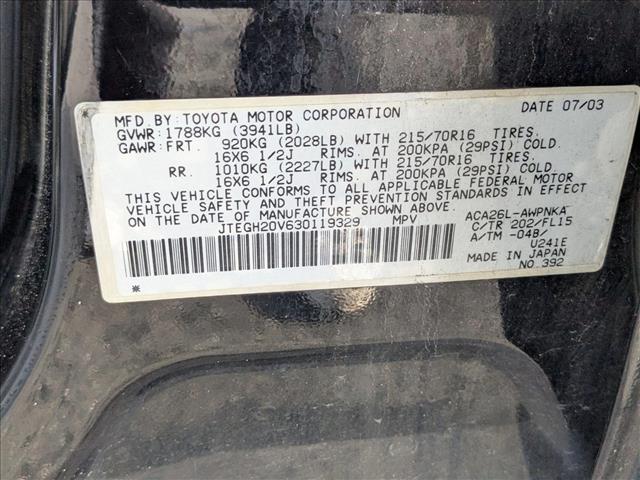 MFD. BY: TOYOTA MOTOR CORPORATION DATE 07/03
GVWR: 1788KG (3941LB)
GAWR: FRT. 920KG (2028LB) WITH 215/70R16 TIRES,
16X6 1/2J RIMS, AT 200KPA (29PSI) COLD.
RR. 1010KG (2227LB) WITH 215/70R16 TIRES,
16X6 1/2J RIMS, AT 200KPA (29PSI) COLD
THIS VEHICLE CONFORMS TO ALL APPLICABLE FEDERAL MOTOR
VEHICLE SAFETY AND THEFT PREVENTION STANDARDS IN EFFECT
ON THE DATE OF MANUFACTURE SHOWN ABOVE.
JTEGH20V630119329 MPV
ACA26L-AWPNKA
C/TR 202/FL15
A/TM -04B/
U241E
MADE IN JAPAN
NO.392